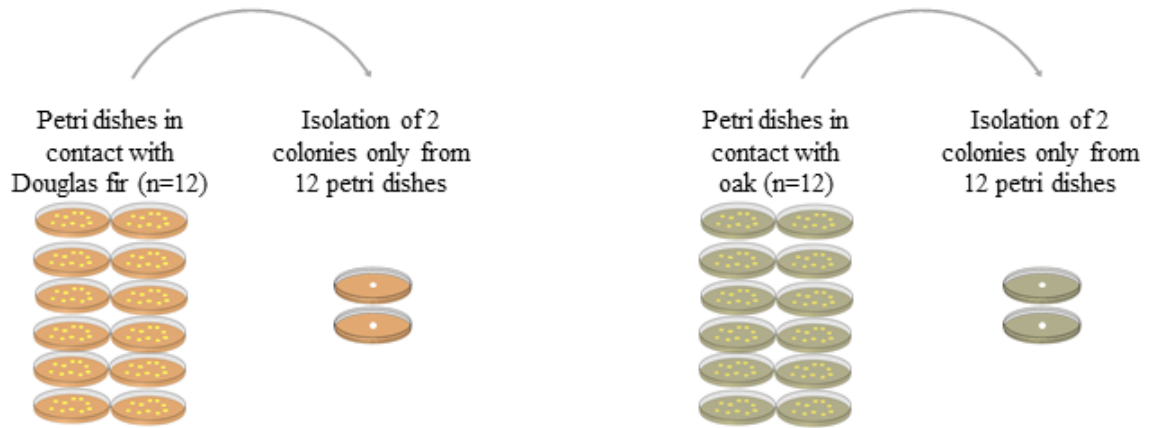 Petri dishes in
contact with
Douglas fir (n=12)
Isolation of 2
colonies only from
12 petri dishes
Petri dishes in
contact with
oak (n=12)
Isolation of 2
colonies only from
12 petri dishes